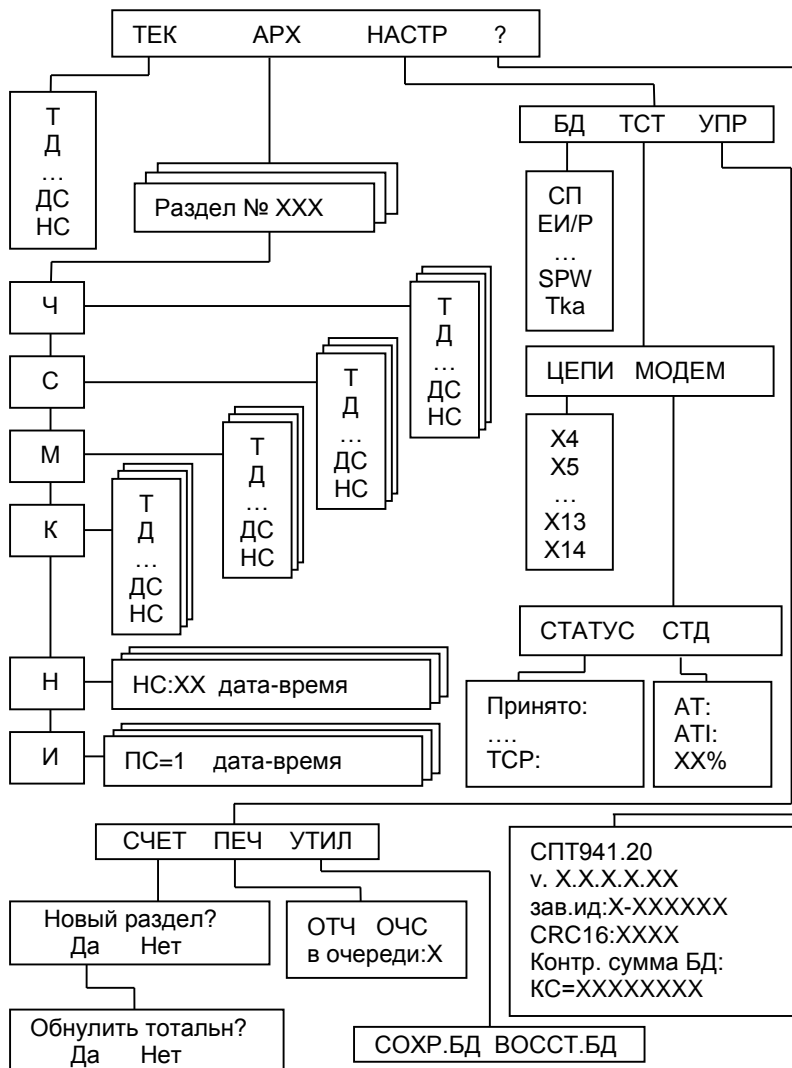 ТЕК АРХ НАСТР ?
Т
Д
...
ДС
НС
Раздел № XXX
БД ТСТ УПР
СП
ЕИ/Р
...
SPW
Tka
Ч
Т
Д
...
ДС
НС
С
Т
Д
...
ДС
НС
М
Т
Д
...
ДС
НС
К
Т
Д
...
ДС
НС
ЦЕПИ МОДЕМ
X4
X5
...
X13
X14
СТАТУС СТД
Принято:
....
TCP:
AT:
ATI:
XX%
Н
НС:XX дата-время
И
ПС=1 дата-время
СЧЕТ ПЕЧ УТИЛ
Новый раздел?
Да Нет
ОТЧ ОЧС
в очереди:X
Обнулить тотальн?
Да Нет
СОХР.БД ВОССТ.БД
СПТ941.20
v. X.X.X.X.XX
зав.ид:X-XXXXXX
CRC16:XXXX
Контр. сумма БД:
КС=XXXXXXXX